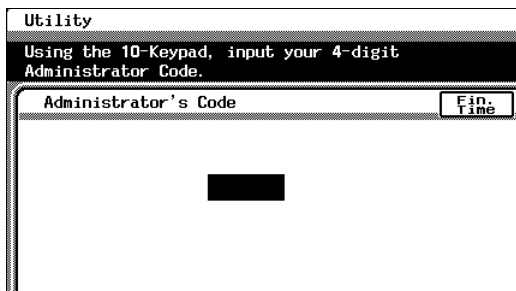 Utility
Using the 10-Keypad, input your 4-digit
Administrator Code.
Administrator's Code
Fin.
Time